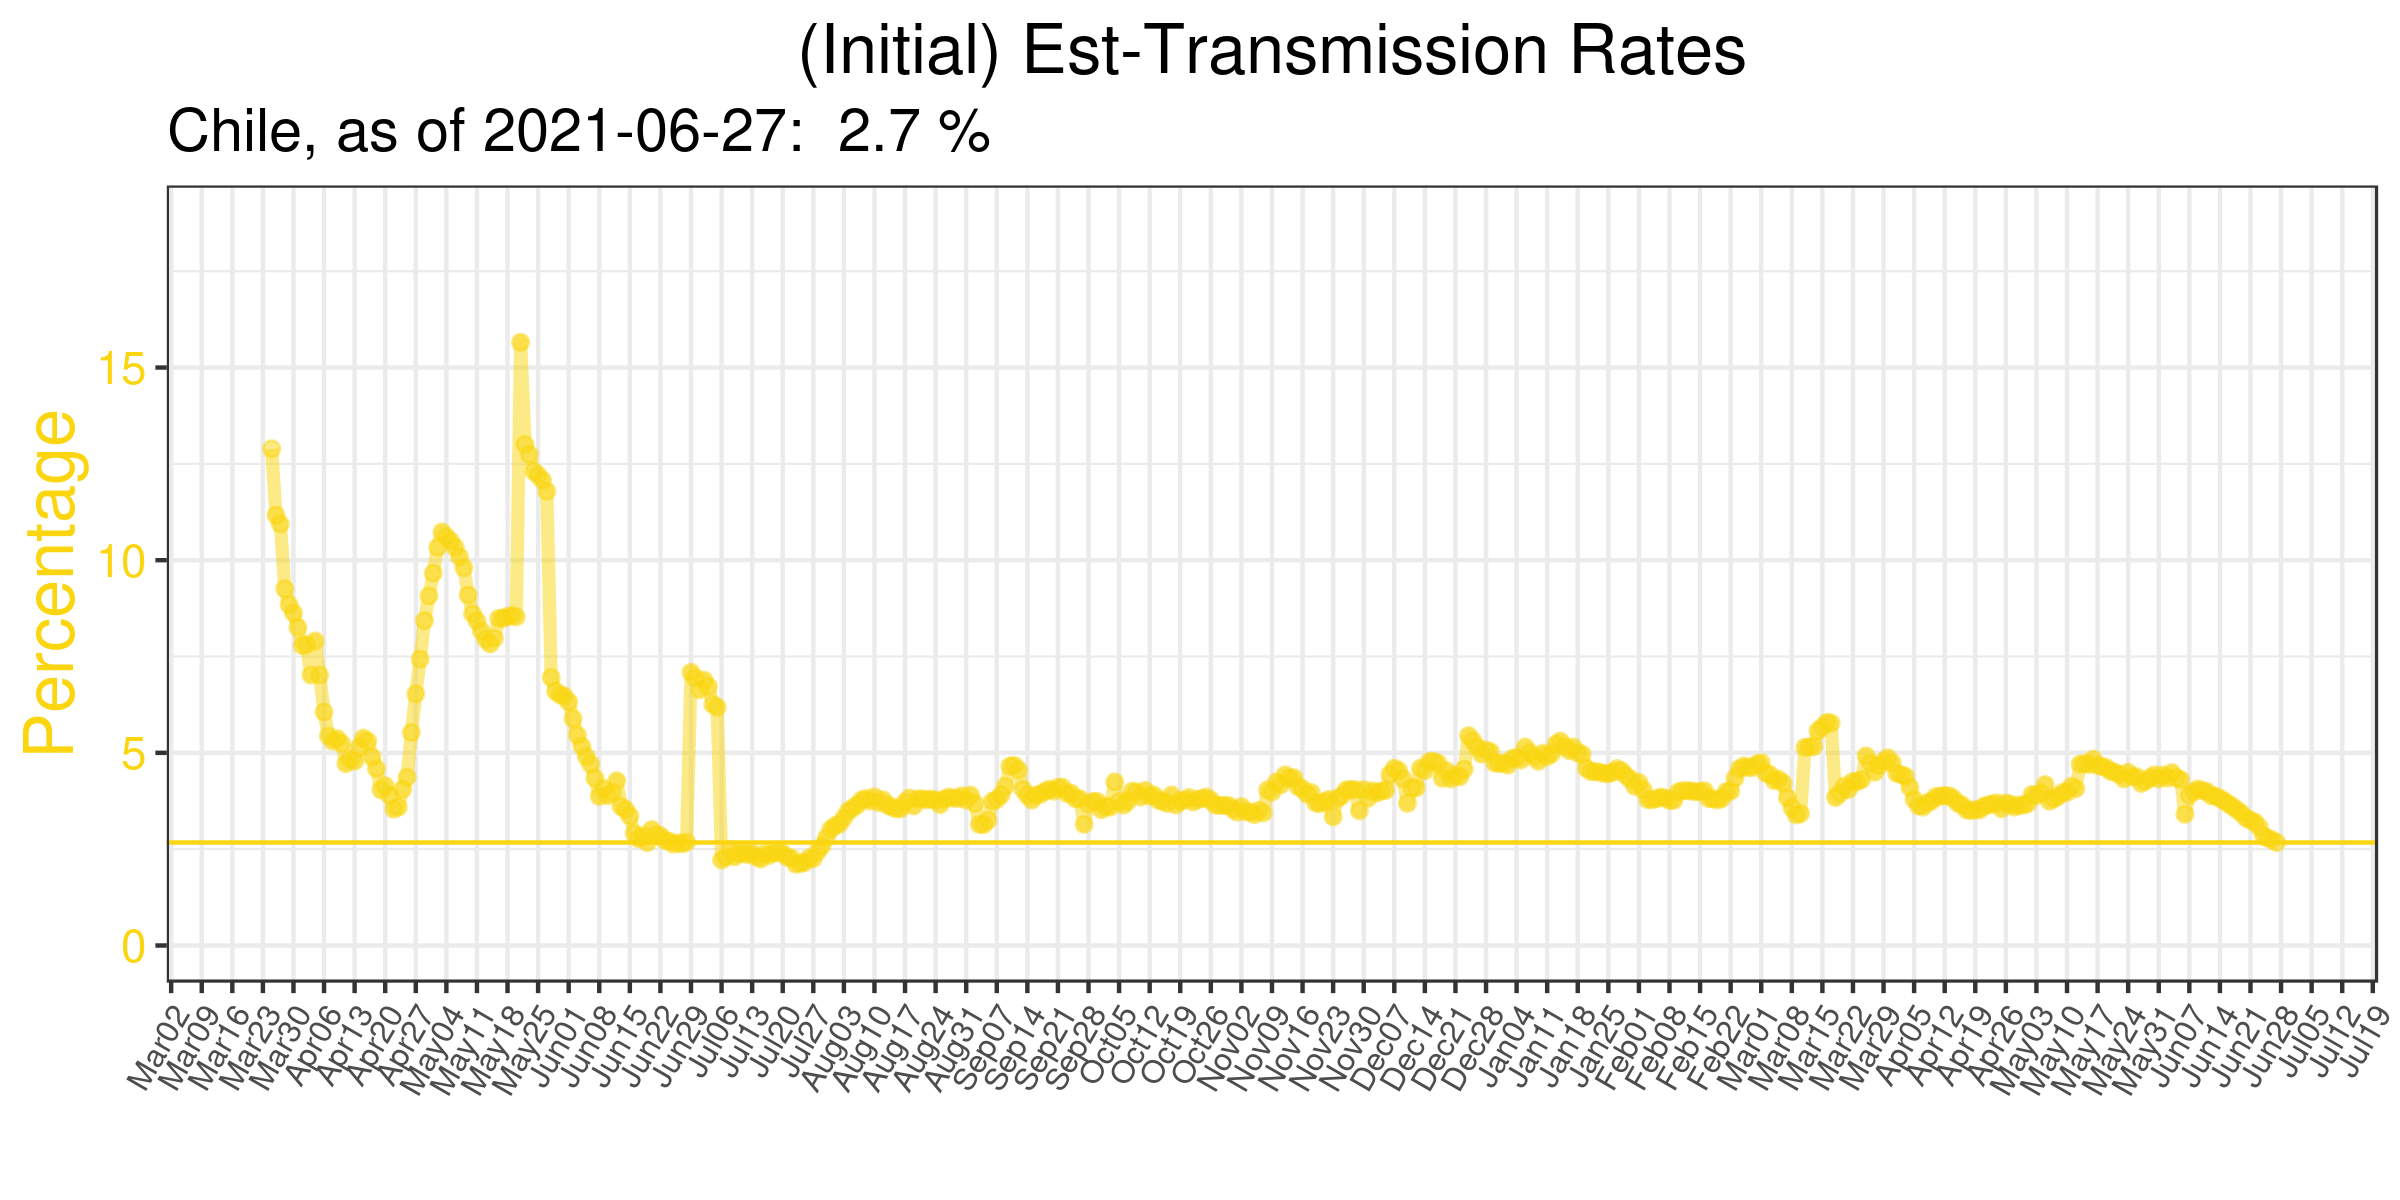 (Initial) Est-Transmission Rates
Chile, as of 2021-06-27:  2.7 %
Percentage
15
10
5
0
Mar02 Mar09 Mar16 Mar23 Mar30 Apr06 Apr13 Apr20 Apr27 May04 May11 May18 May25 Jun01 Jun08 Jun15 Jun22 Jun29 Jul06 Jul13 Jul20 Jul27 Aug03 Aug10 Aug17 Aug24 Aug31 Sep07 Sep14 Sep21 Sep28 Oct05 Oct12 Oct19 Oct26 Nov02 Nov09 Nov16 Nov23 Nov30 Dec07 Dec14 Dec21 Dec28 Jan04 Jan11 Jan18 Jan25 Feb01 Feb08 Feb15 Feb22 Mar01 Mar08 Mar15 Mar22 Mar29 Apr05 Apr12 Apr19 Apr26 May03 May10 May17 May24 May31 Jun07 Jun14 Jun21 Jun28 Jul05 Jul12 Jul19